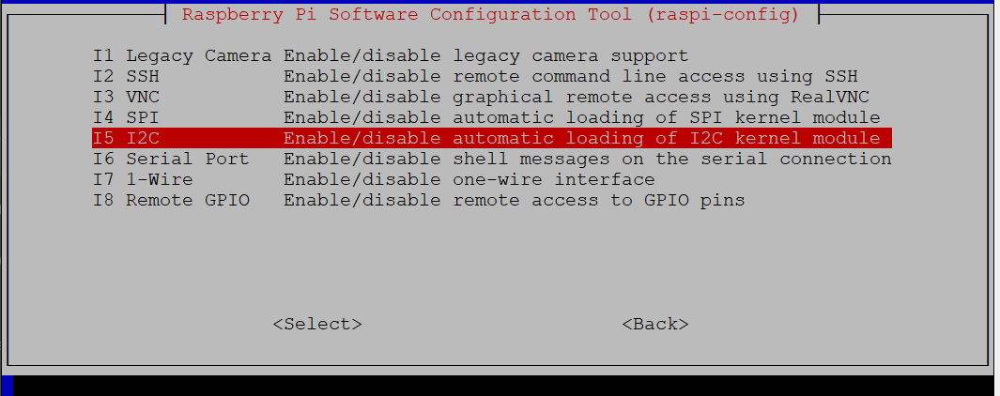 Raspberry Pi Software Configuration Tool (raspi-config)
I1 Legacy Camera Enable/disable legacy camera support
I2 SSH Enable/disable remote command line access using SSH
I3 VNC Enable/disable graphical remote access using RealVNC
I4 SPI Enable/disable automatic loading of SPI kernel module
I5 I2C Enable/disable automatic loading of I2C kernel module
I6 Serial Port Enable/disable shell messages on the serial connection
I7 1-Wire Enable/disable one-wire interface
I8 Remote GPIO Enable/disable remote access to GPIO pins
<Select> <Back>